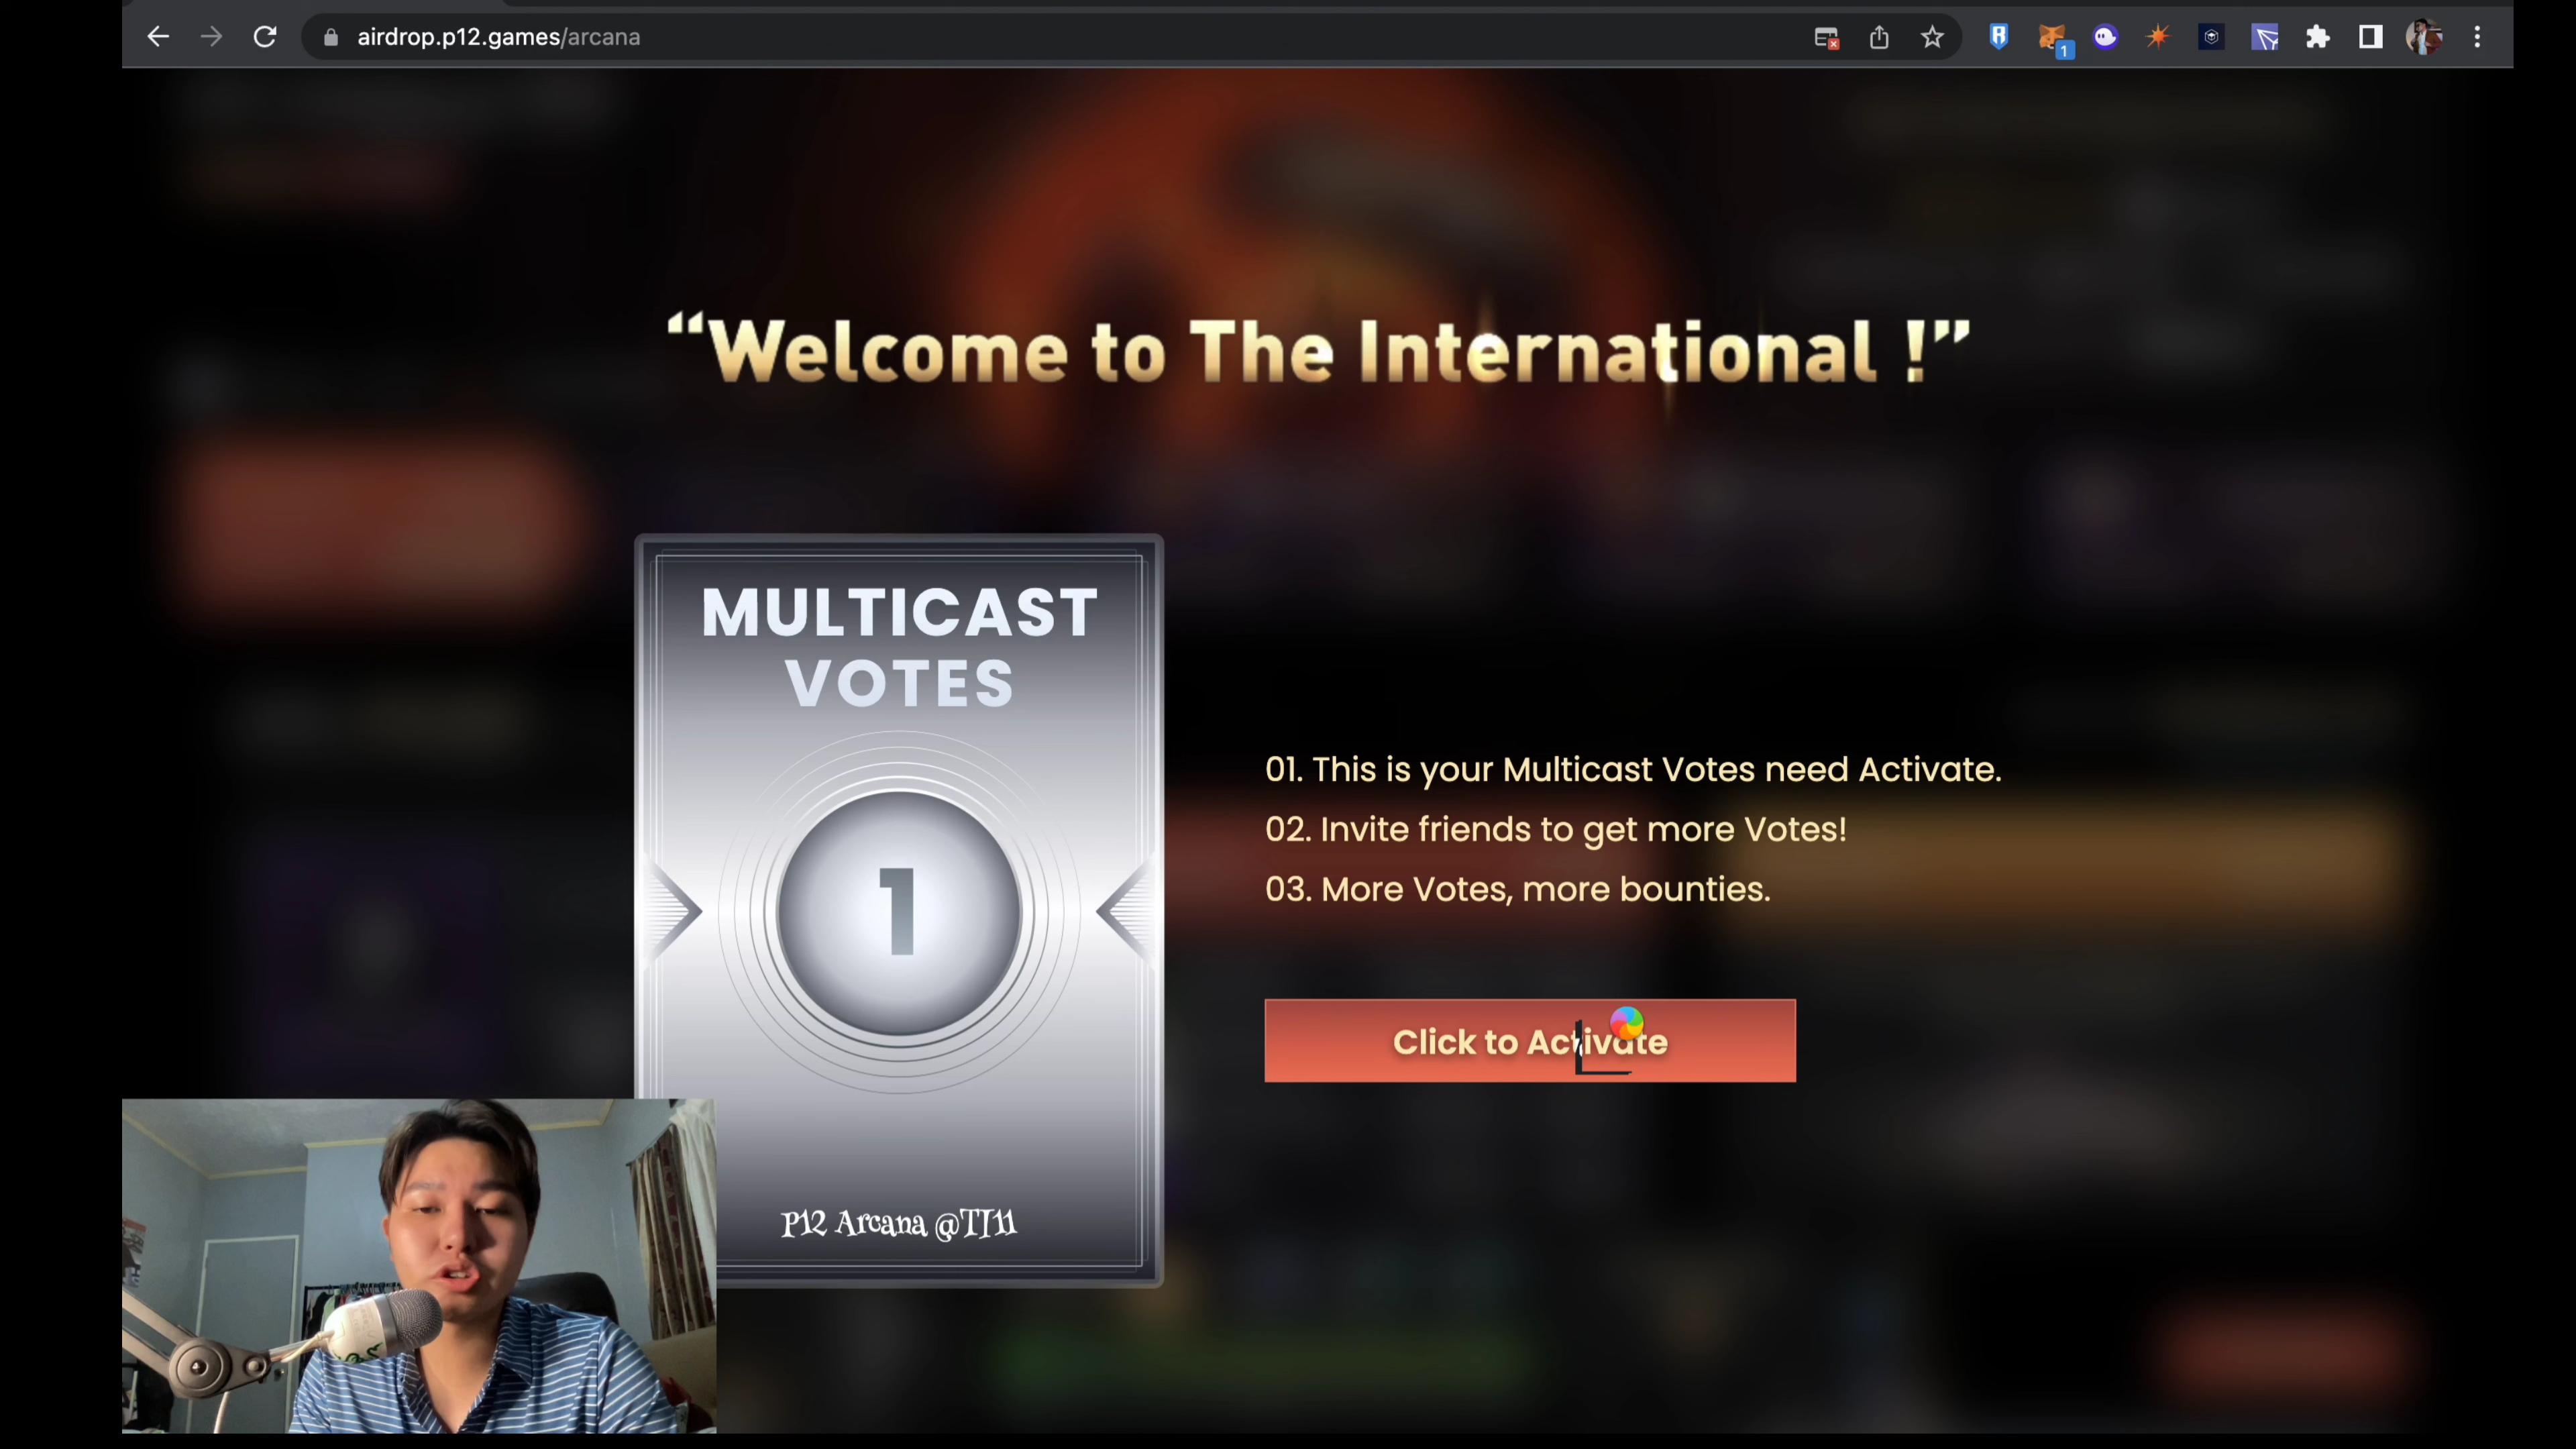 airdrop.p12.games/arcana
1
“Welcome to The International !”
MULTICAST
VOTES
1
P12 Arcana @TI11
01. This is your Multicast Votes need Activate.
02. Invite friends to get more Votes!
03. More Votes, more bounties.
Click to Activate